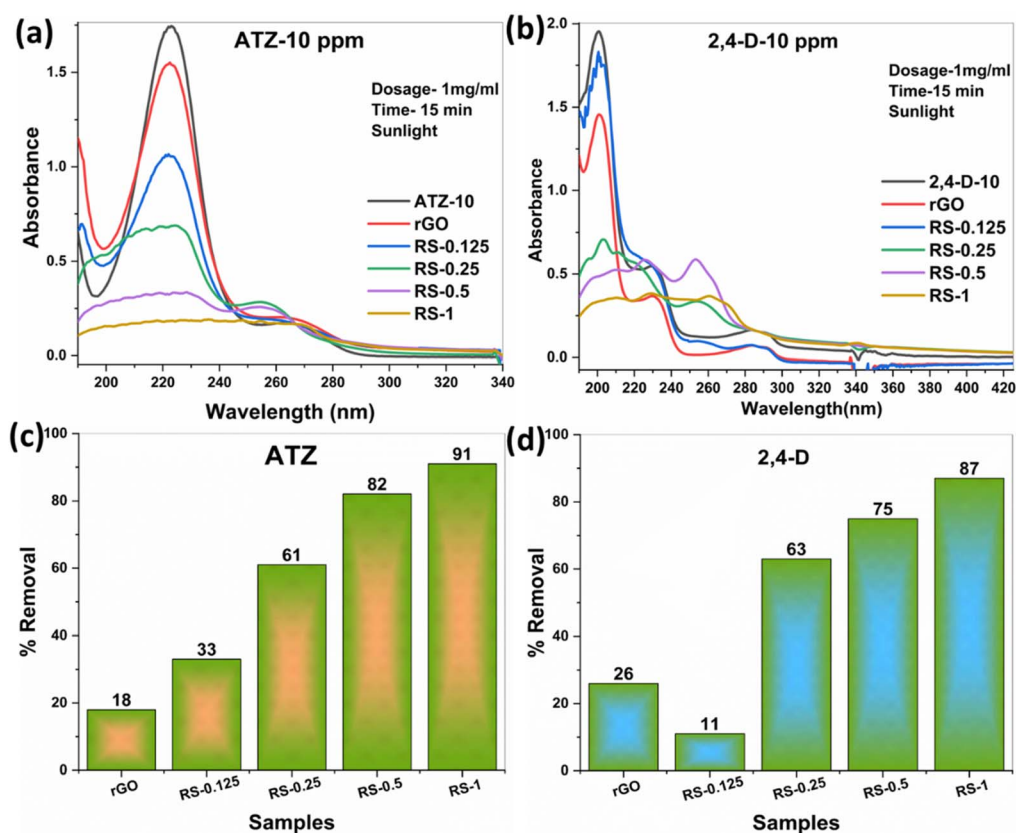 (a)
ATZ-10 ppm
Dosage- 1mg/ml
Time- 15 min
Sunlight
ATZ-10
rGO
RS-0.125
RS-0.25
RS-0.5
RS-1
Absorbance
1.5
1.0
0.5
0.0
200 220 240 260 280 300 320 340
Wavelength (nm)
(b)
2,4-D-10 ppm
Dosage-1mg/ml
Time-15 min
Sunlight
2,4-D-10
rGO
RS-0.125
RS-0.25
RS-0.5
RS-1
Absorbance
2.0
1.5
1.0
0.5
0.0
200 220 240 260 280 300 320 340 360 380 400 420
Wavelength(nm)
(c)
ATZ
% Removal
100
80
60
40
20
0
18
33
61
82
91
rGO RS-0.125 RS-0.25 RS-0.5 RS-1
Samples
(d)
2,4-D
% Removal
100
80
60
40
20
0
26
11
63
75
87
rGO RS-0.125 RS-0.25 RS-0.5 RS-1
Samples